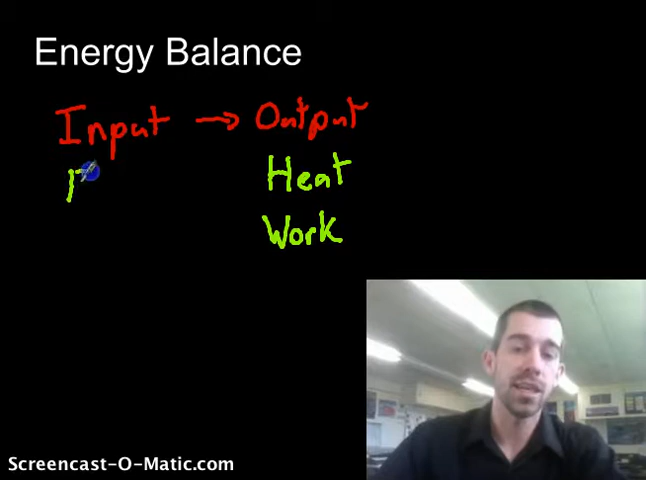 Energy Balance
Input → Output
Heat
Work
Screencast-O-Matic.com